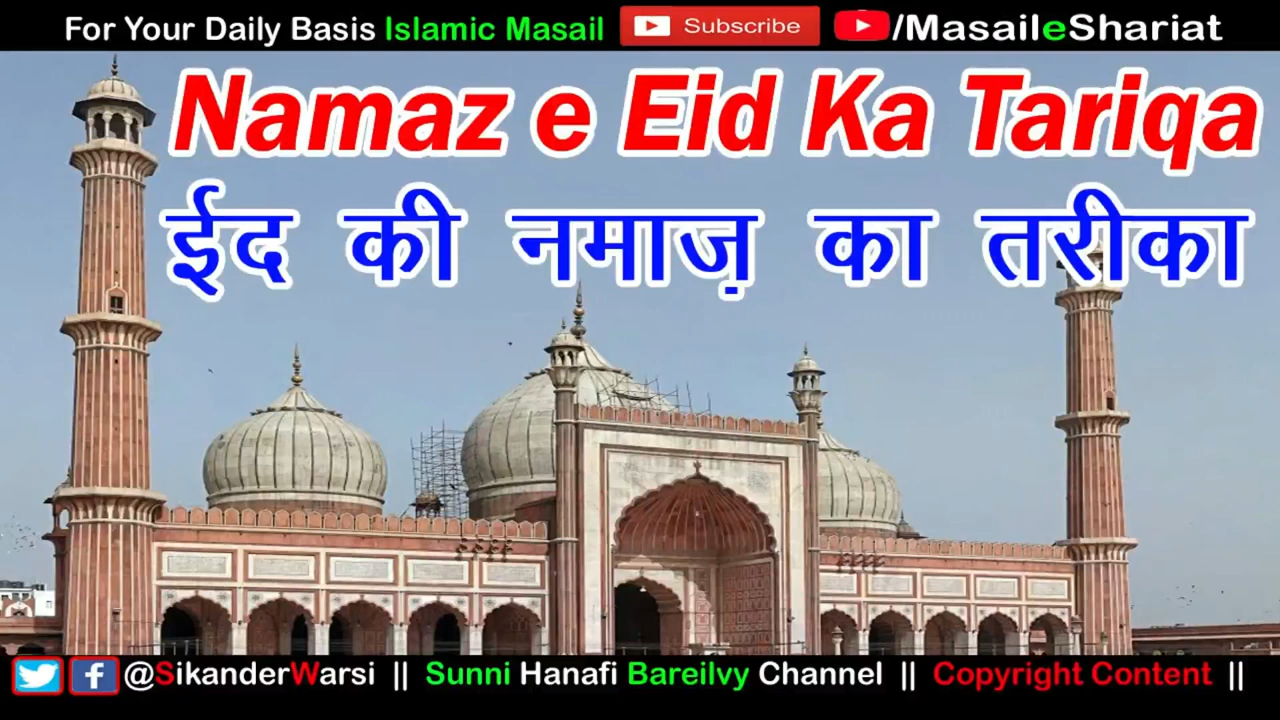 For Your Daily Basis Islamic Masail Subscribe /MasaileShariat
Namaz e Eid Ka Tariqa
ईद की नमाज़ का तरीका
@SikanderWarsi || Sunni Hanafi Bareilvy Channel || Copyright Content ||